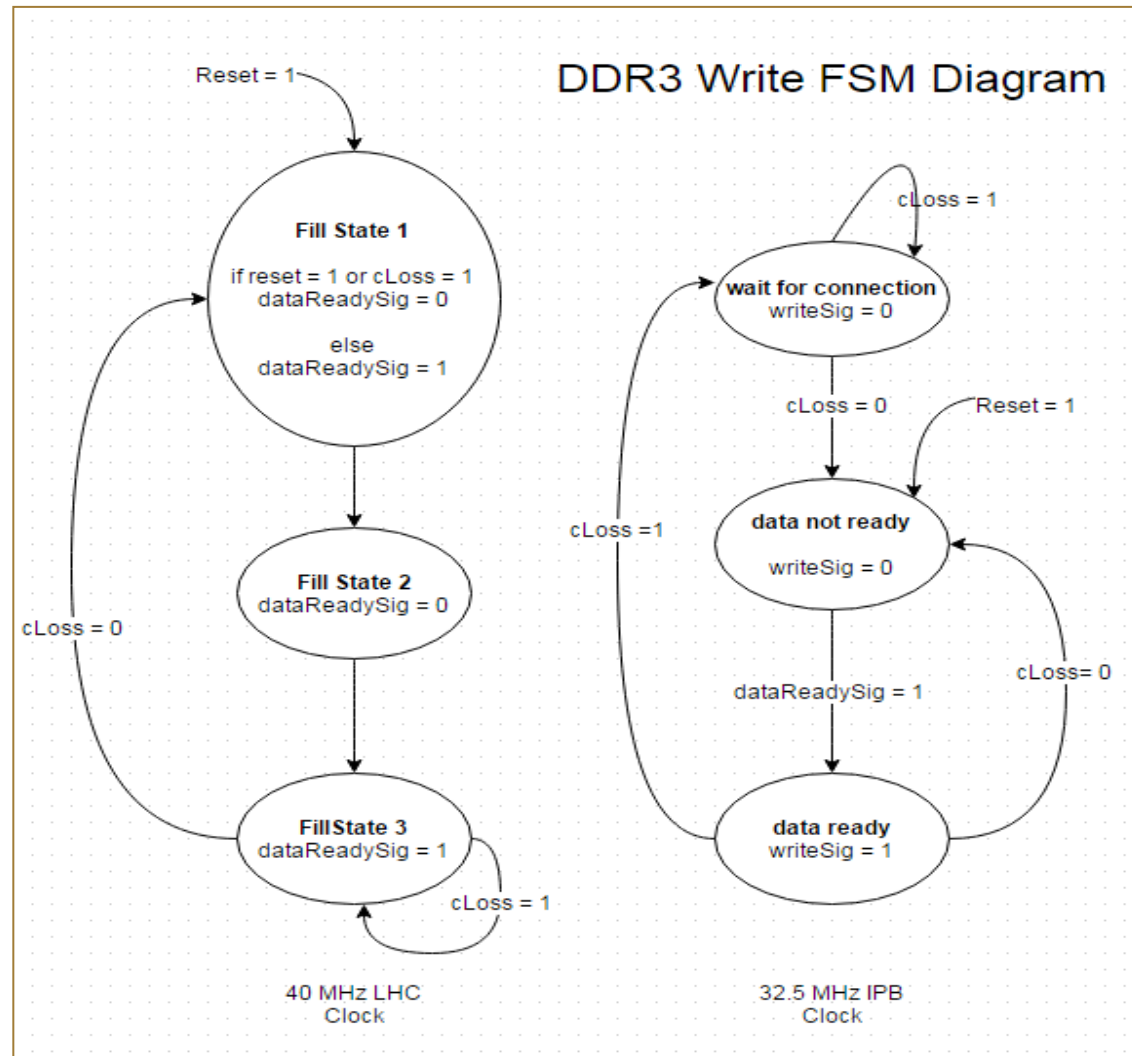 DDR3 Write FSM Diagram
Reset = 1
Fill State 1
if reset = 1 or cLoss = 1
dataReadySig = 0
else
dataReadySig = 1
Fill State 2
dataReadySig = 0
cLoss = 0
FillState 3
dataReadySig = 1
cLoss = 1
40 MHz LHC
Clock
cLoss = 1
wait for connection
writeSig = 0
cLoss = 0
Reset = 1
data not ready
writeSig = 0
cLoss =1
dataReadySig = 1
cLoss= 0
data ready
writeSig = 1
32.5 MHz IPB
Clock